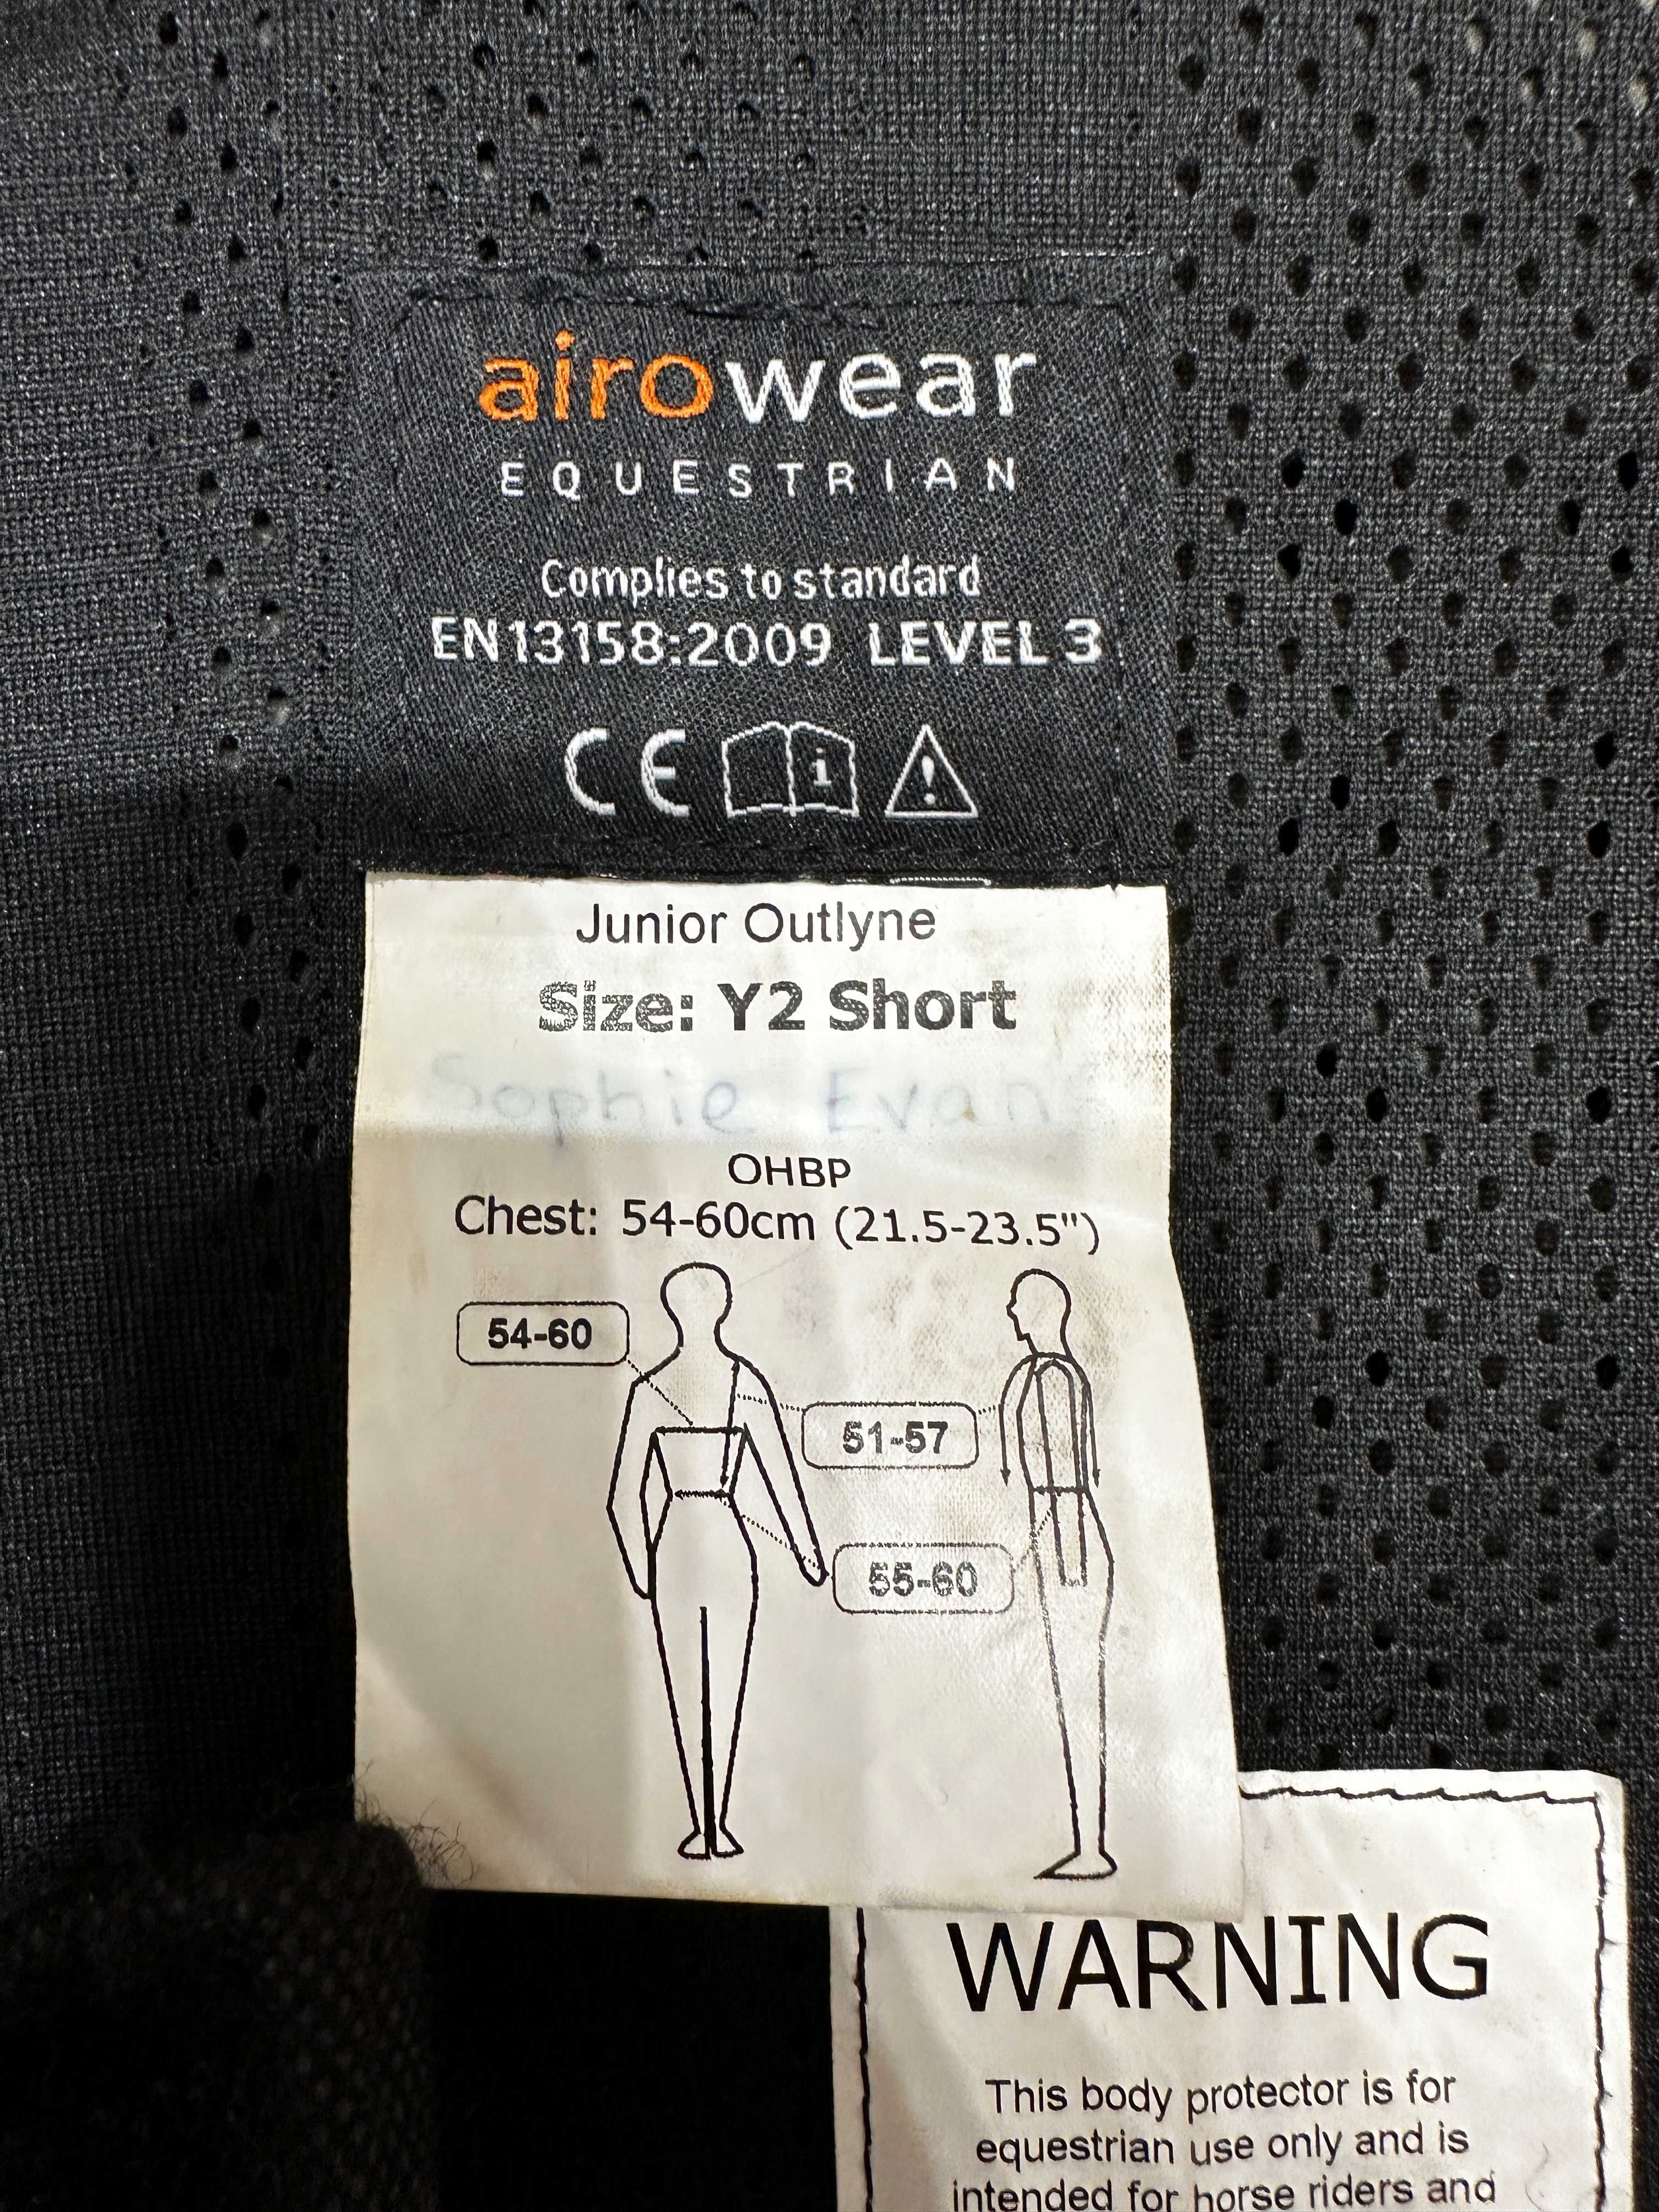 airowear
EQUESTRIAN
Complies to standard
EN13158:2009 LEVEL 3
CE
i
!
Junior Outlyne
Size: Y2 Short
Sophie Evans
OHBP
Chest: 54-60cm (21.5-23.5")
54-60
51-57
55-60
WARNING
This body protector is for
equestrian use only and is
intended for horse riders and